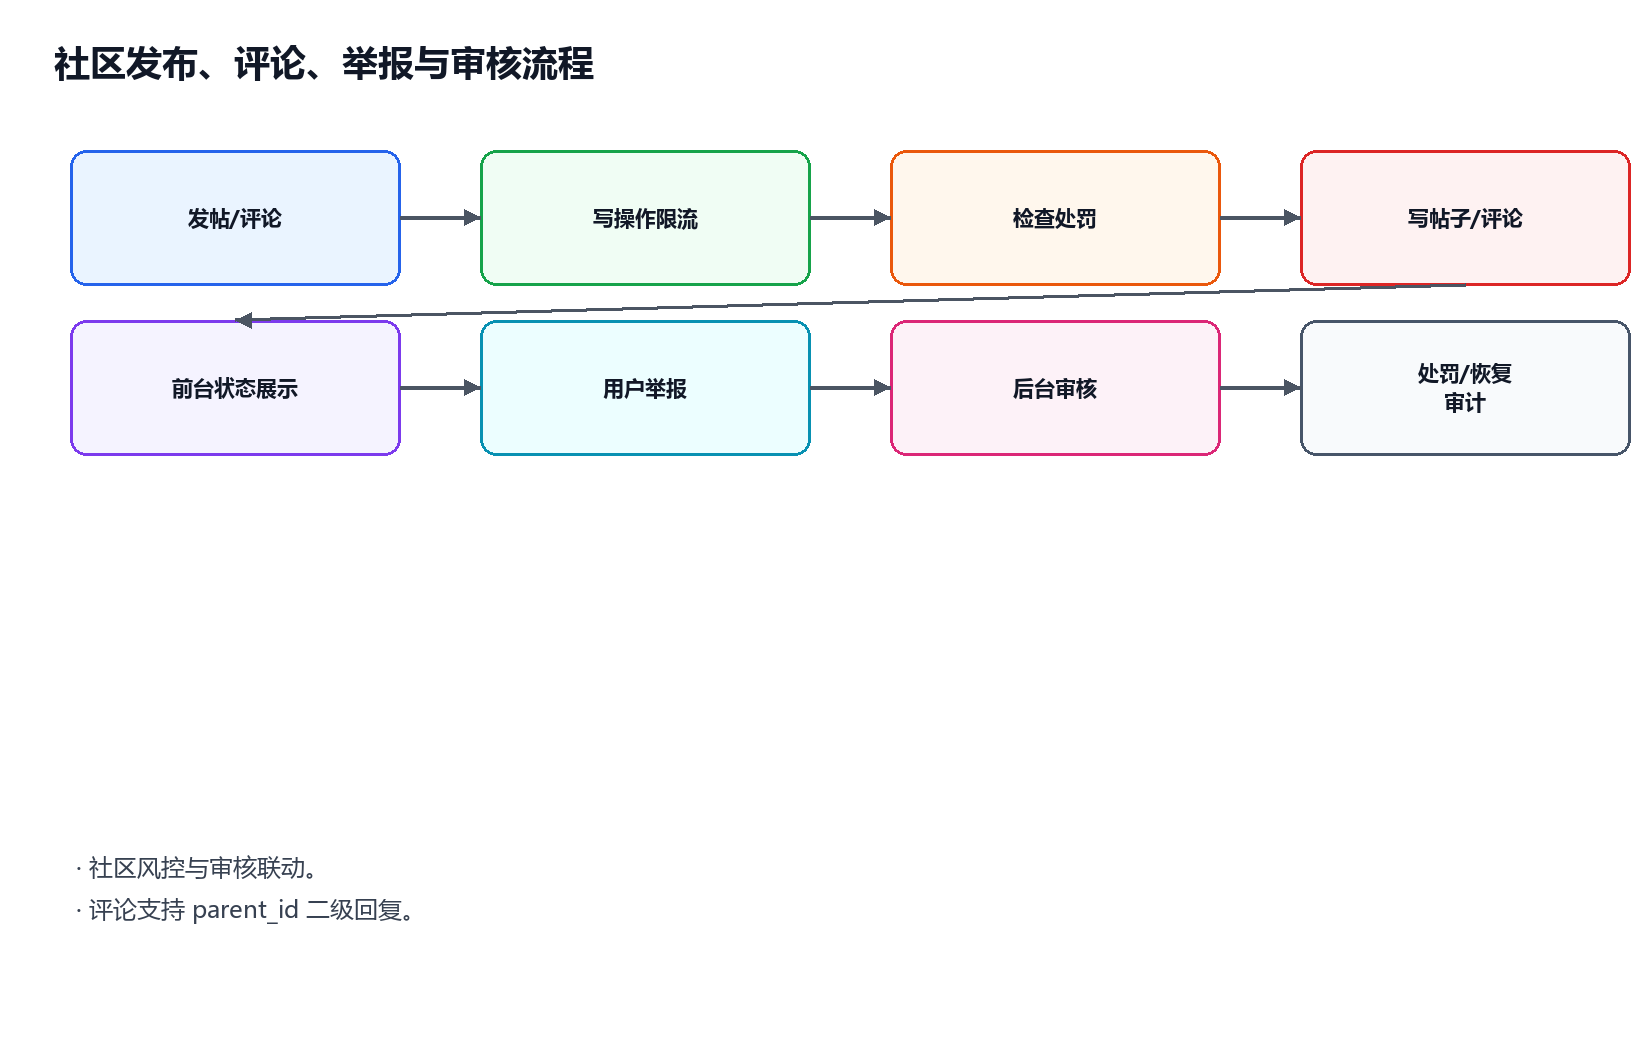 社区发布、评论、举报与审核流程
发帖/评论
写操作限流
检查处罚
写帖子/评论
前台状态展示
用户举报
后台审核
处罚/恢复
审计
· 社区风控与审核联动。
· 评论支持 parent_id 二级回复。